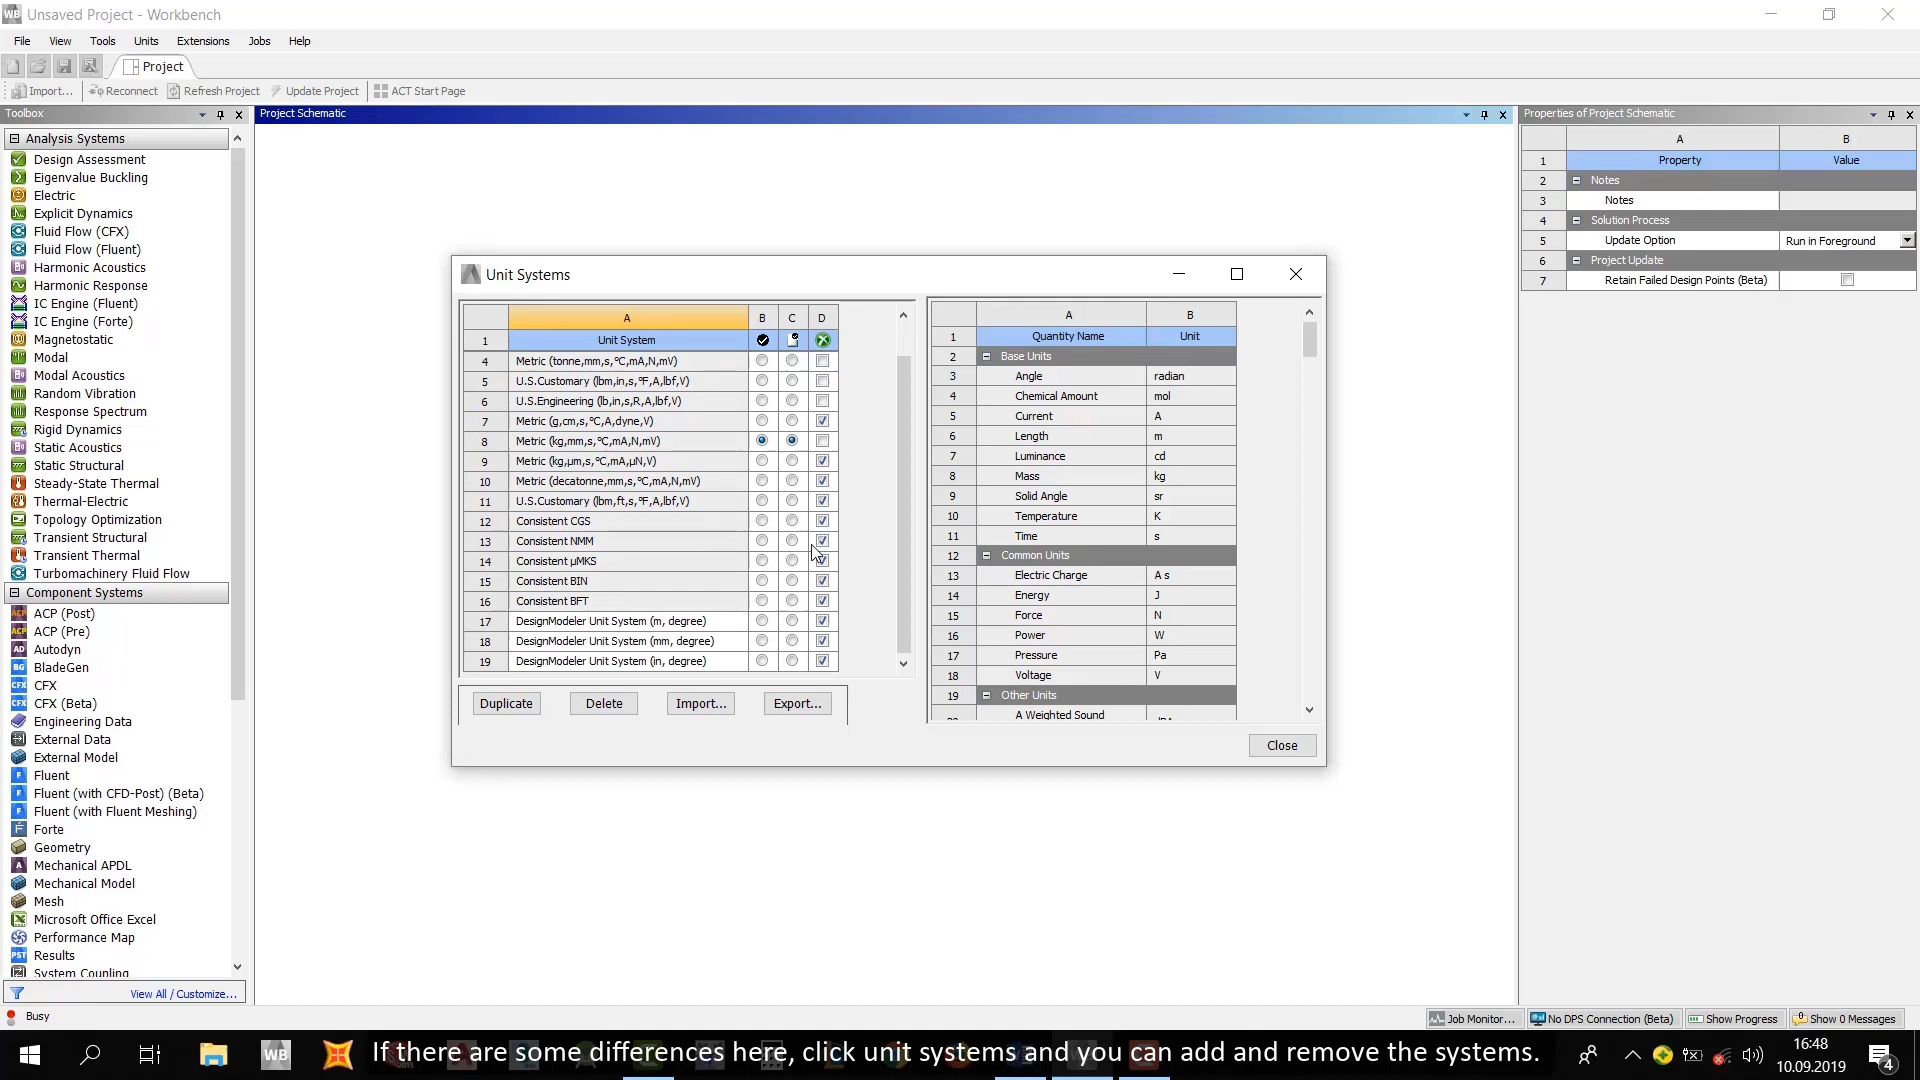 Unsaved Project - Workbench
File View Tools Units Extensions Jobs Help
Project
Import... Reconnect Refresh Project Update Project ACT Start Page
Toolbox
Analysis Systems
Design Assessment
Eigenvalue Buckling
Electric
Explicit Dynamics
Fluid Flow (CFX)
Fluid Flow (Fluent)
Harmonic Acoustics
Harmonic Response
IC Engine (Fluent)
IC Engine (Forte)
Magnetostatic
Modal
Modal Acoustics
Random Vibration
Response Spectrum
Rigid Dynamics
Static Acoustics
Static Structural
Steady-State Thermal
Thermal-Electric
Topology Optimization
Transient Structural
Transient Thermal
Turbomachinery Fluid Flow
Component Systems
ACP (Post)
ACP (Pre)
Autodyn
BladeGen
CFX
CFX (Beta)
Engineering Data
External Data
External Model
Fluent
Fluent (with CFD-Post) (Beta)
Fluent (with Fluent Meshing)
Forte
Geometry
Mechanical APDL
Mechanical Model
Mesh
Microsoft Office Excel
Performance Map
Results
System Coupling
View All / Customize...
Project Schematic
Unit Systems
A B C D
1 Unit System
4 Metric (tonne,mm,s,°C,mA,N,mV)
5 U.S.Customary (lbm,in,s,°F,A,lbf,V)
6 U.S.Engineering (lb,in,s,R,A,lbf,V)
7 Metric (g,cm,s,°C,A,dyne,V)
8 Metric (kg,mm,s,°C,mA,N,mV)
9 Metric (kg,µm,s,°C,mA,µN,V)
10 Metric (decatonne,mm,s,°C,mA,N,mV)
11 U.S.Customary (lbm,ft,s,°F,A,lbf,V)
12 Consistent CGS
13 Consistent NMM
14 Consistent µMKS
15 Consistent BIN
16 Consistent BFT
17 DesignModeler Unit System (m, degree)
18 DesignModeler Unit System (mm, degree)
19 DesignModeler Unit System (in, degree)
Duplicate Delete Import... Export...
A B
1 Quantity Name Unit
2 Base Units
3 Angle radian
4 Chemical Amount mol
5 Current A
6 Length m
7 Luminance cd
8 Mass kg
9 Solid Angle sr
10 Temperature K
11 Time s
12 Common Units
13 Electric Charge A s
14 Energy J
15 Force N
16 Power W
17 Pressure Pa
18 Voltage V
19 Other Units
A Weighted Sound
Close
Properties of Project Schematic
A B
1 Property Value
2 Notes
3 Notes
4 Solution Process
5 Update Option Run in Foreground
6 Project Update
7 Retain Failed Design Points (Beta)
Busy
Job Monitor... No DPS Connection (Beta) Show Progress Show 0 Messages
If there are some differences here, click unit systems and you can add and remove the systems.
16:48
10.09.2019
4